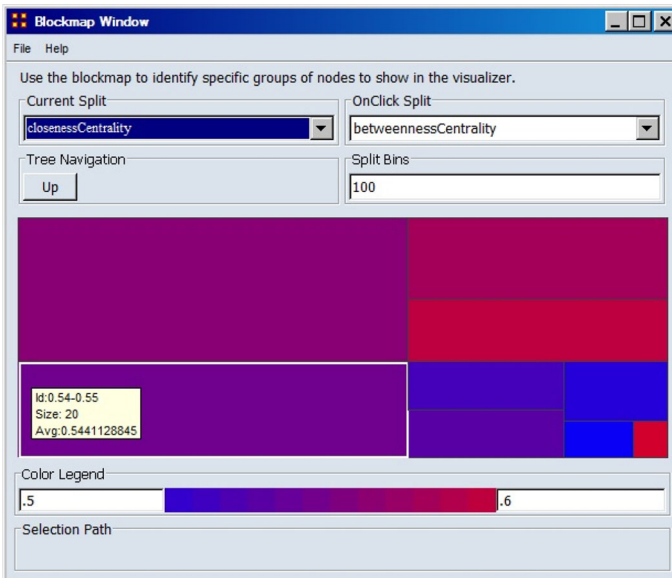 Blockmap Window
File Help
Use the blockmap to identify specific groups of nodes to show in the visualizer.
Current Split
OnClick Split
closenessCentrality
betweennessCentrality
Tree Navigation
Split Bins
Up
100
Id:0.54-0.55
Size: 20
Avg:0.5441128845
Color Legend
.5
.6
Selection Path